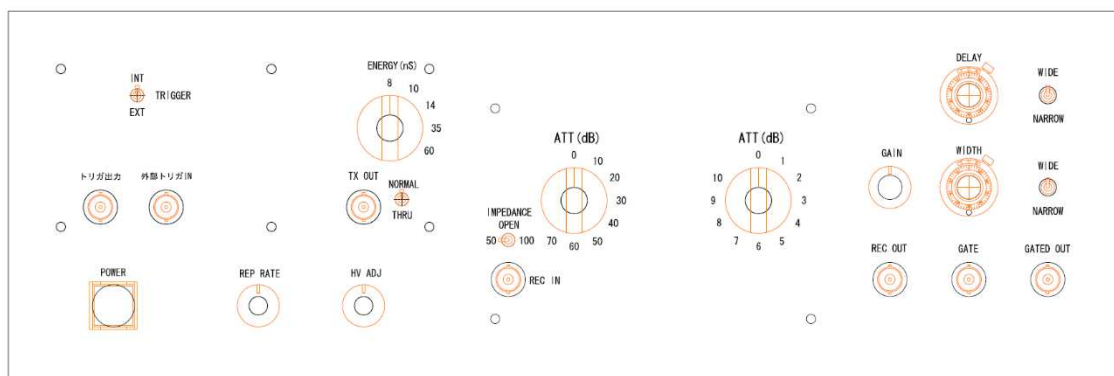 INT
TRIGGER
EXT
ENERGY(nS)
8
10
14
35
60
トリガ出力
外部トリガIN
TX OUT
NORMAL
THRU
POWER
REP RATE
HV ADJ
ATT(dB)
0
10
20
30
40
50
60
70
IMPEDANCE
OPEN
50
100
REC IN
ATT(dB)
0
1
2
3
4
5
6
7
8
9
10
DELAY
WIDE
NARROW
GAIN
WIDTH
WIDE
NARROW
REC OUT
GATE
GATED OUT